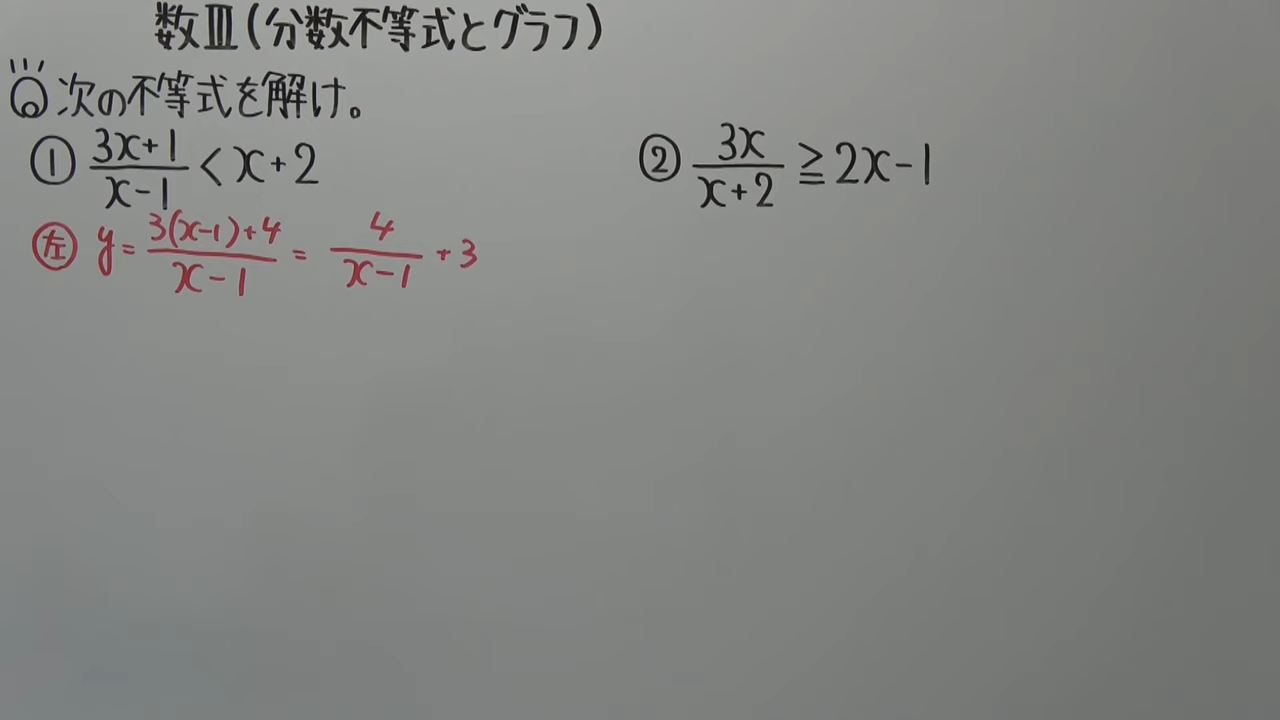 数Ⅲ(分数不等式とグラフ)
Q 次の不等式を解け。
① (3x+1)/(x-1) < x+2
② 3x/(x+2) ≧ 2x-1
左 y = (3(x-1)+4)/(x-1) = 4/(x-1) + 3